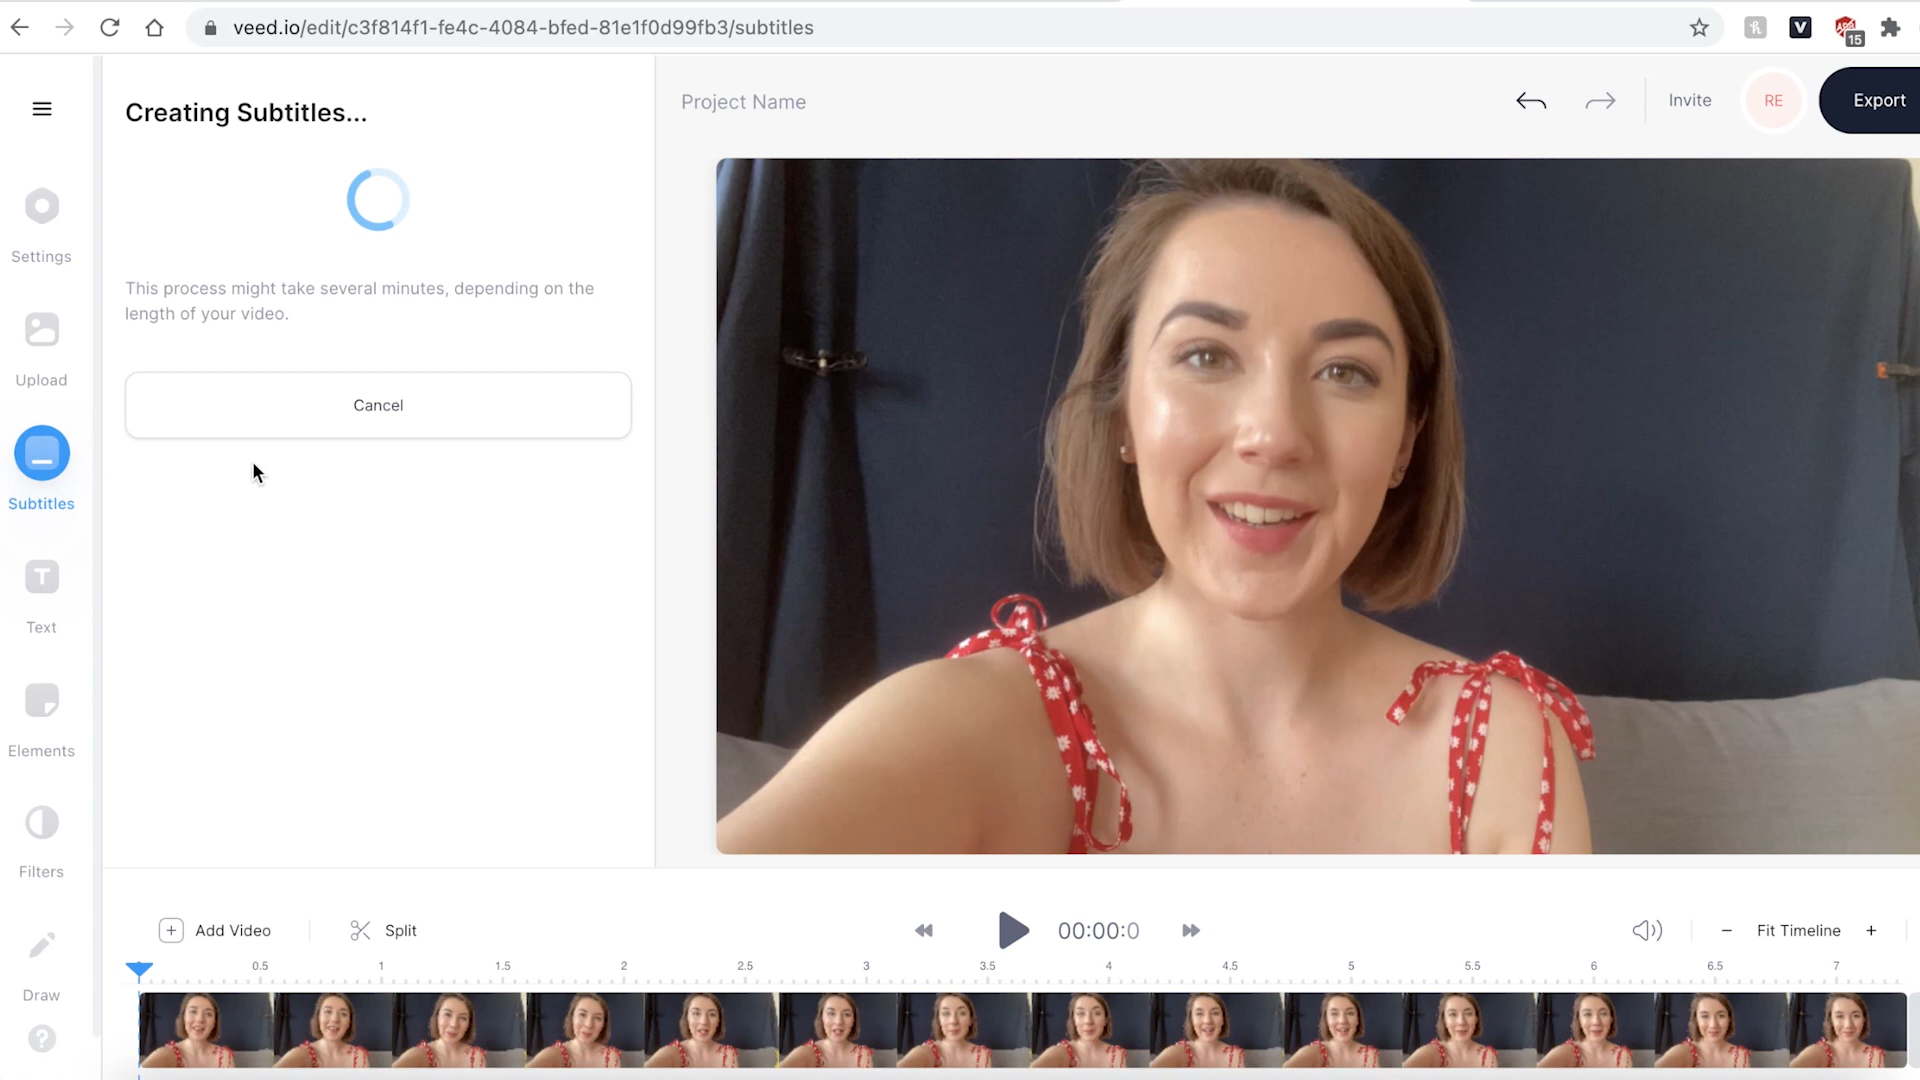 veed.io/edit/c3f814f1-fe4c-4084-bfed-81e1f0d99fb3/subtitles
15
Creating Subtitles...
Project Name
Invite
RE
Export
Settings
This process might take several minutes, depending on the
length of your video.
Upload
Cancel
Subtitles
T
Text
Elements
Filters
Draw
?
Add Video
Split
00:00:0
Fit Timeline
0.5 1 1.5 2 2.5 3 3.5 4 4.5 5 5.5 6 6.5 7